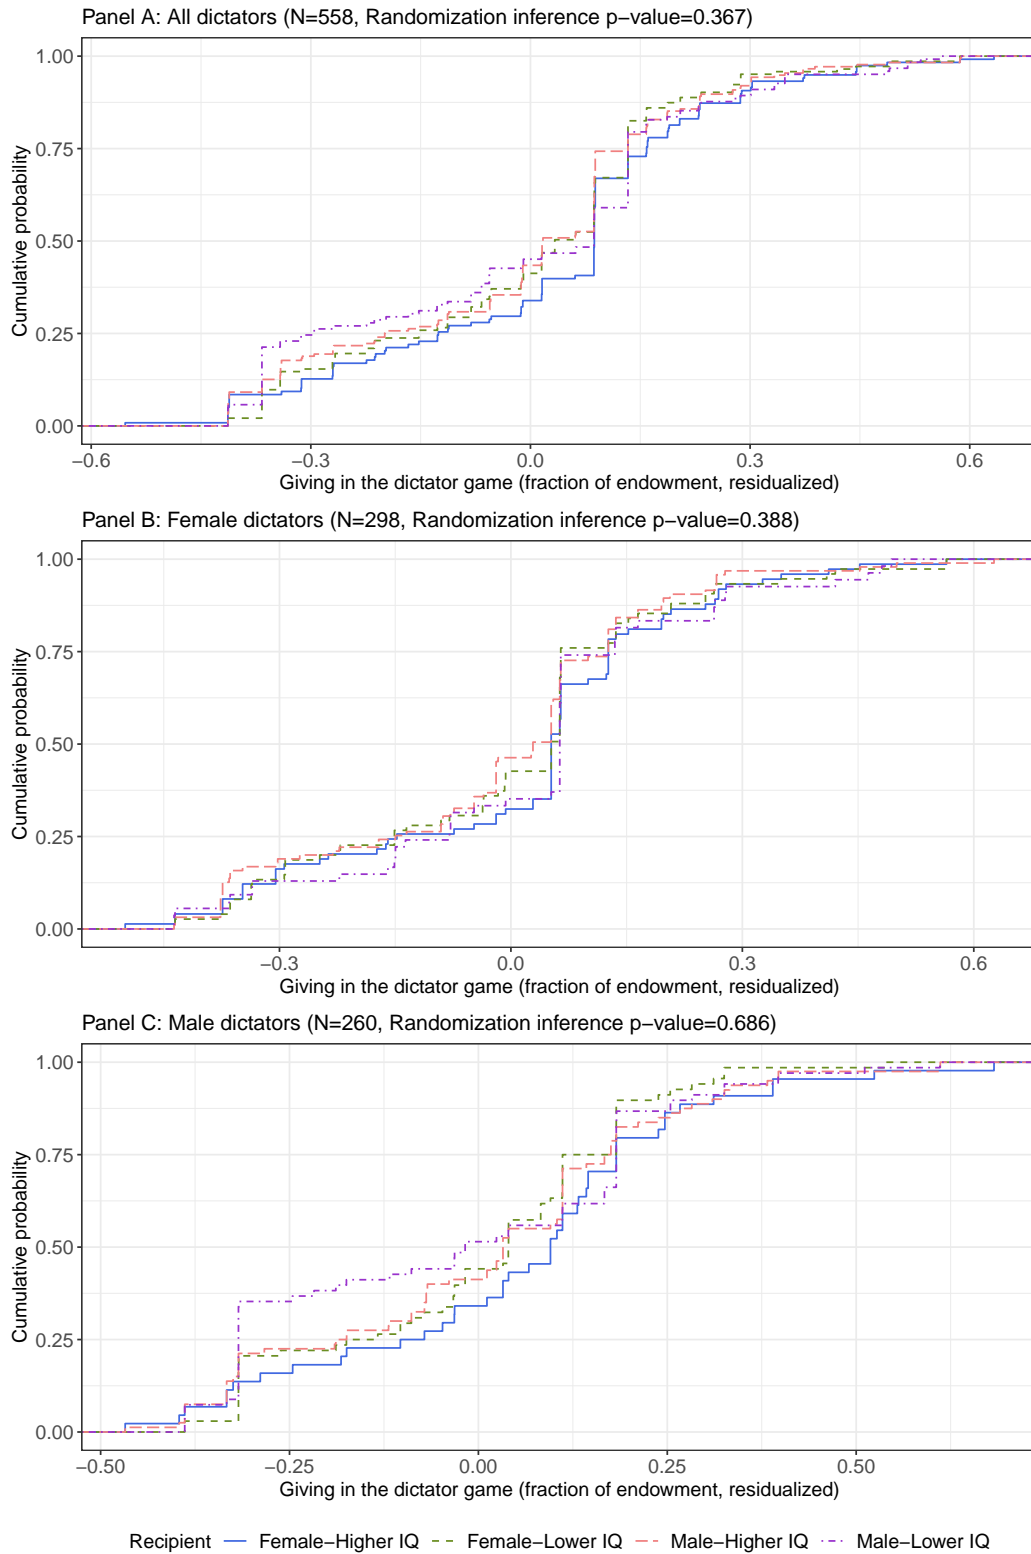 Panel A: All dictators (N=558, Randomization inference p−value=0.367)
1.00
0.75
0.50
0.25
0.00
Cumulative probability
−0.6 −0.3 0.0 0.3 0.6
Giving in the dictator game (fraction of endowment, residualized)
Panel B: Female dictators (N=298, Randomization inference p−value=0.388)
1.00
0.75
0.50
0.25
0.00
Cumulative probability
−0.3 0.0 0.3 0.6
Giving in the dictator game (fraction of endowment, residualized)
Panel C: Male dictators (N=260, Randomization inference p−value=0.686)
1.00
0.75
0.50
0.25
0.00
Cumulative probability
−0.50 −0.25 0.00 0.25 0.50
Giving in the dictator game (fraction of endowment, residualized)
Recipient Female−Higher IQ Female−Lower IQ Male−Higher IQ Male−Lower IQ